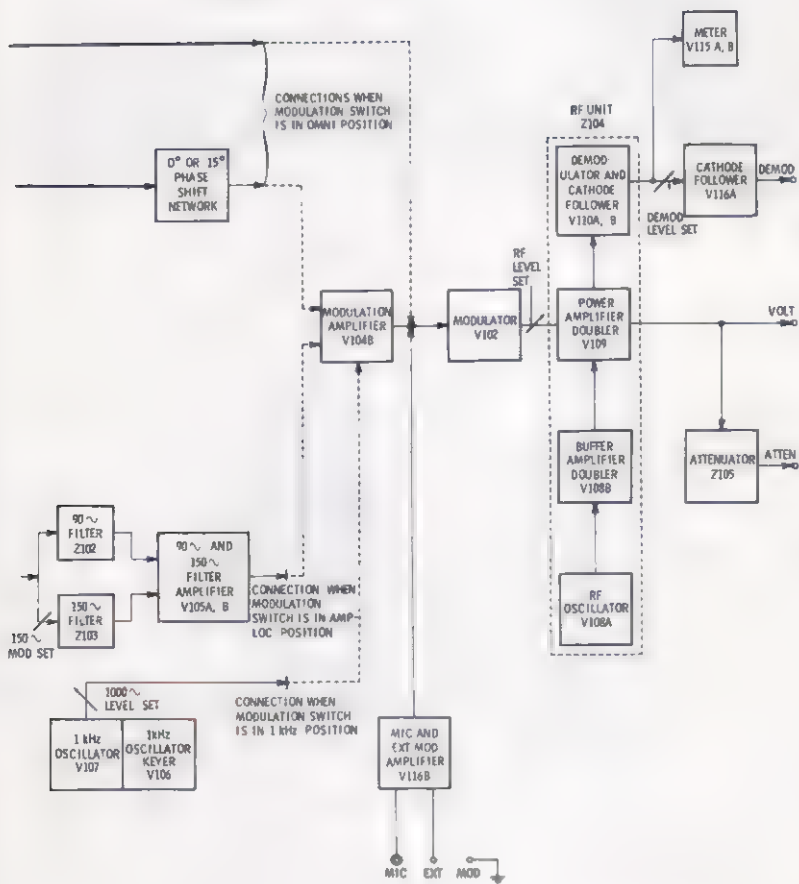 METER
V115 A, B
CONNECTIONS WHEN
MODULATION SWITCH
IS IN OMNI POSITION
RF UNIT
Z104
0° OR 15°
PHASE
SHIFT
NETWORK
DEMOD-
ULATOR AND
CATHODE
FOLLOWER
V110A, B
CATHODE
FOLLOWER
V116A
DEMOD
DEMOD
LEVEL SET
RF
LEVEL
SET
MODULATION
AMPLIFIER
V104B
MODULATOR
V102
POWER
AMPLIFIER
DOUBLER
V109
VOLT
BUFFER
AMPLIFIER
DOUBLER
V108B
ATTENUATOR
Z105
ATTEN
90~
FILTER
Z102
90~ AND
150~
FILTER
AMPLIFIER
V105A, B
150~
FILTER
Z103
150~
MOD SET
CONNECTION WHEN
MODULATION
SWITCH IS IN AMP-
LOC POSITION
RF
OSCILLATOR
V108A
1000~
LEVEL SET
CONNECTION WHEN
MODULATION SWITCH
IS IN 1 kHz POSITION
1 kHz
OSCILLATOR
V107
1kHz
OSCILLATOR
KEYER
V106
MIC AND
EXT MOD
AMPLIFIER
V116B
MIC EXT MOD